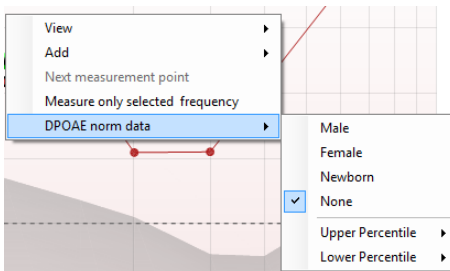 View
Add
Next measurement point
Measure only selected frequency
DPOAE norm data
Male
Female
Newborn
None
Upper Percentile
Lower Percentile